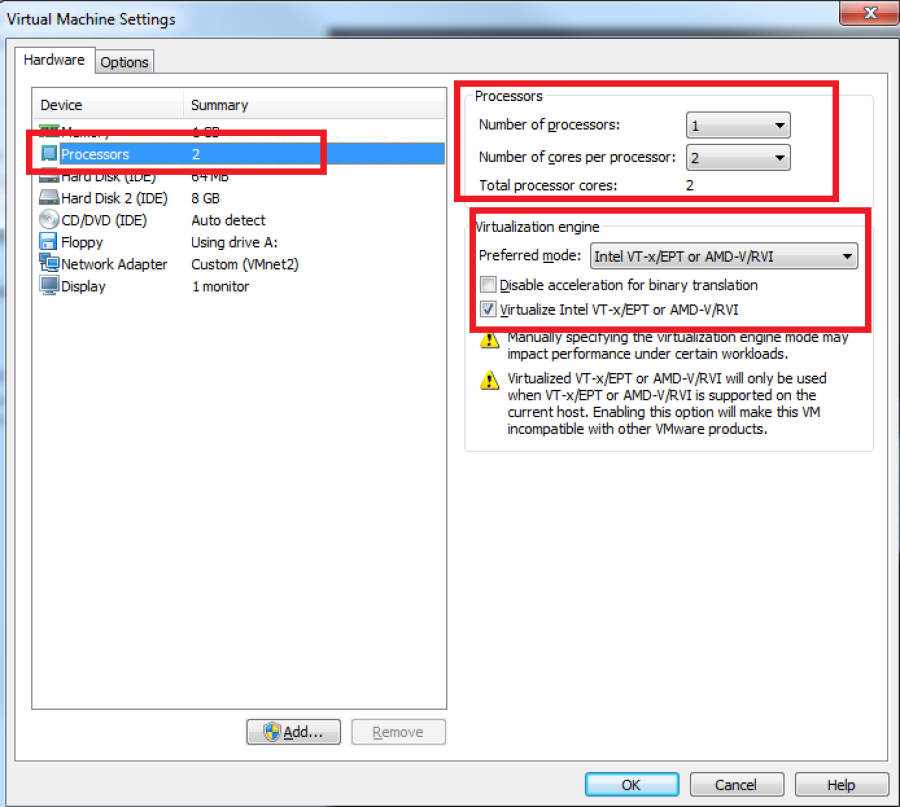 Virtual Machine Settings
Hardware
Options
Device Summary
Memory 1 GB
Processors 2
Hard Disk (IDE) 64 MB
Hard Disk 2 (IDE) 8 GB
CD/DVD (IDE) Auto detect
Floppy Using drive A:
Network Adapter Custom (VMnet2)
Display 1 monitor
Add...
Remove
Processors
Number of processors: 1
Number of cores per processor: 2
Total processor cores: 2
Virtualization engine
Preferred mode: Intel VT-x/EPT or AMD-V/RVI
Disable acceleration for binary translation
Virtualize Intel VT-x/EPT or AMD-V/RVI
Manually specifying the virtualization engine mode may
impact performance under certain workloads.
Virtualized VT-x/EPT or AMD-V/RVI will only be used
when VT-x/EPT or AMD-V/RVI is supported on the
current host. Enabling this option will make this VM
incompatible with other VMware products.
OK
Cancel
Help